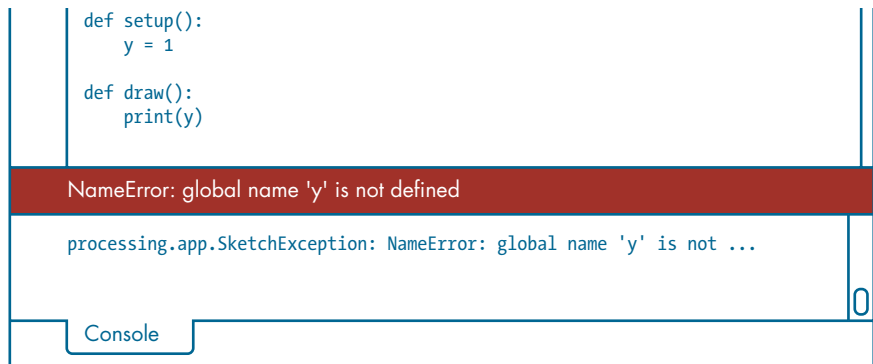 def setup():
    y = 1
def draw():
    print(y)
NameError: global name 'y' is not defined
processing.app.SketchException: NameError: global name 'y' is not ...
Console